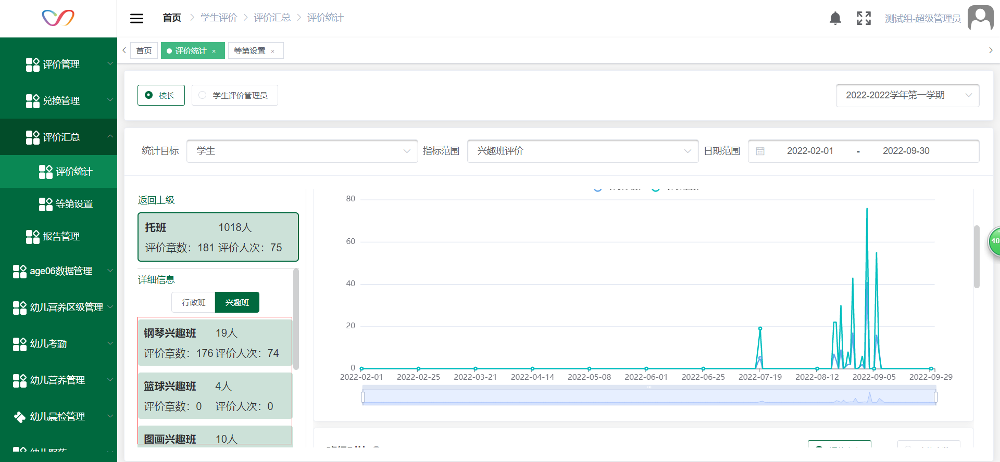 首页 > 学生评价 > 评价汇总 > 评价统计
测试组-超级管理员
首页
评价统计 ×
等第设置 ×
评价管理
兑换管理
评价汇总
评价统计
等第设置
报告管理
age06数据管理
幼儿营养区级管理
幼儿考勤
幼儿营养管理
幼儿晨检管理
校长
学生评价管理员
2022-2022学年第一学期
统计目标 学生
指标范围 兴趣班评价
日期范围 2022-02-01 - 2022-09-30
返回上级
托班 1018人
评价章数：181 评价人次：75
详细信息
行政班 兴趣班
钢琴兴趣班 19人
评价章数：176 评价人次：74
篮球兴趣班 4人
评价章数：0 评价人次：0
图画兴趣班 10人
80
60
40
20
0
2022-02-01 2022-02-25 2022-03-21 2022-04-14 2022-05-08 2022-06-01 2022-06-25 2022-07-19 2022-08-12 2022-09-05 2022-09-29
40